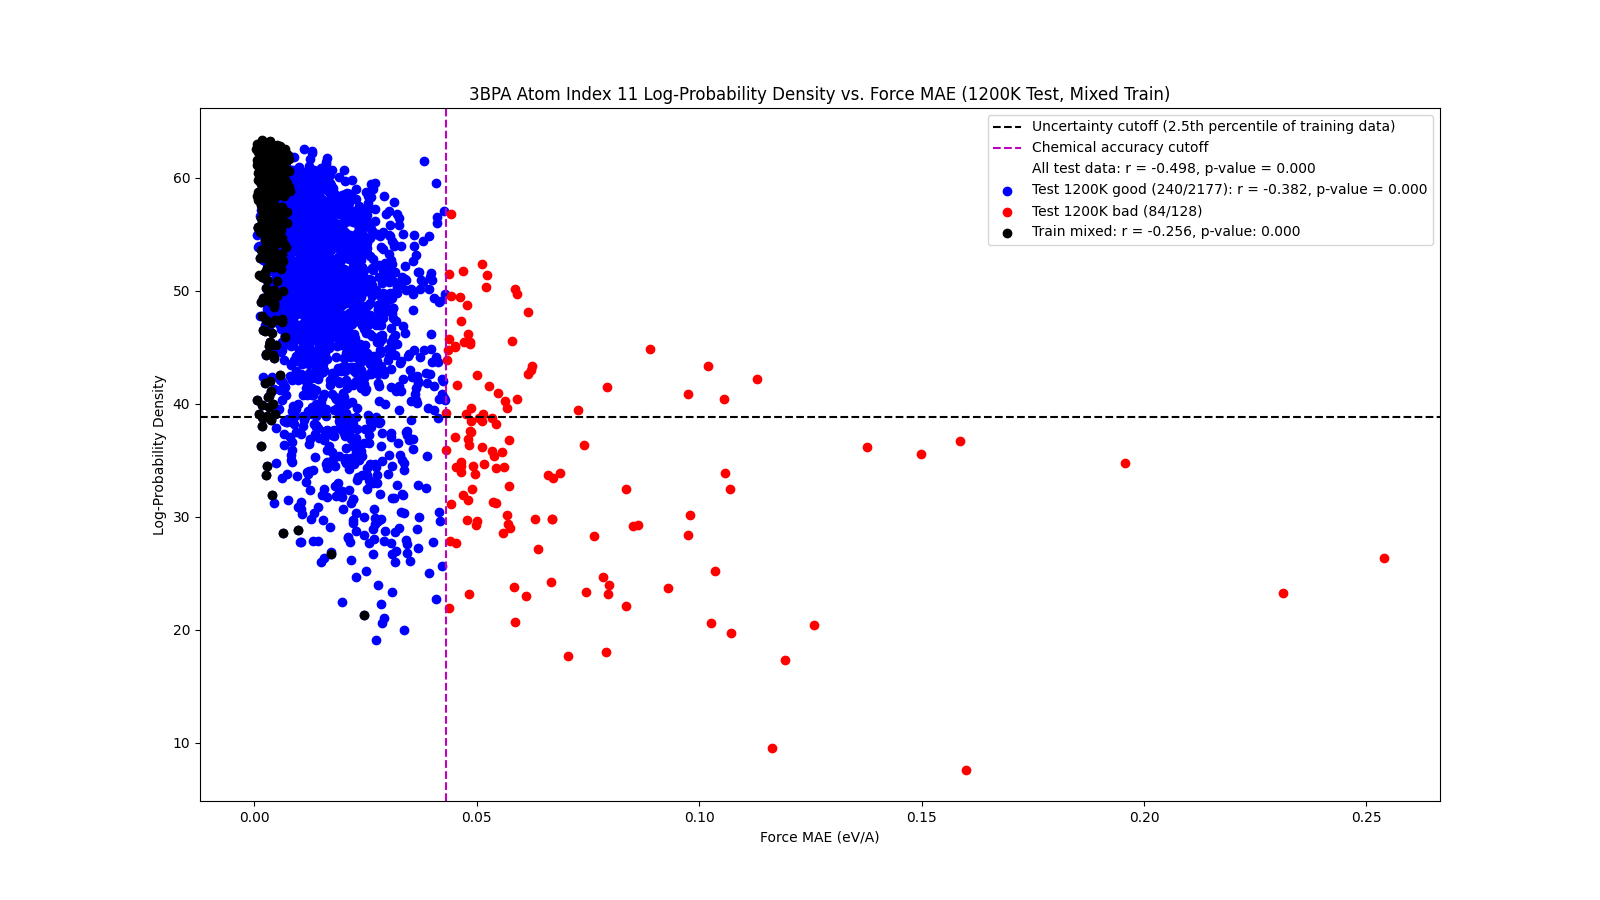 3BPA Atom Index 11 Log-Probability Density vs. Force MAE (1200K Test, Mixed Train)
Uncertainty cutoff (2.5th percentile of training data)
Chemical accuracy cutoff
All test data: r = -0.498, p-value = 0.000
Test 1200K good (240/2177): r = -0.382, p-value = 0.000
Test 1200K bad (84/128)
Train mixed: r = -0.256, p-value: 0.000
Log-Probability Density
60
50
40
30
20
10
0.00
0.05
0.10
0.15
0.20
0.25
Force MAE (eV/A)